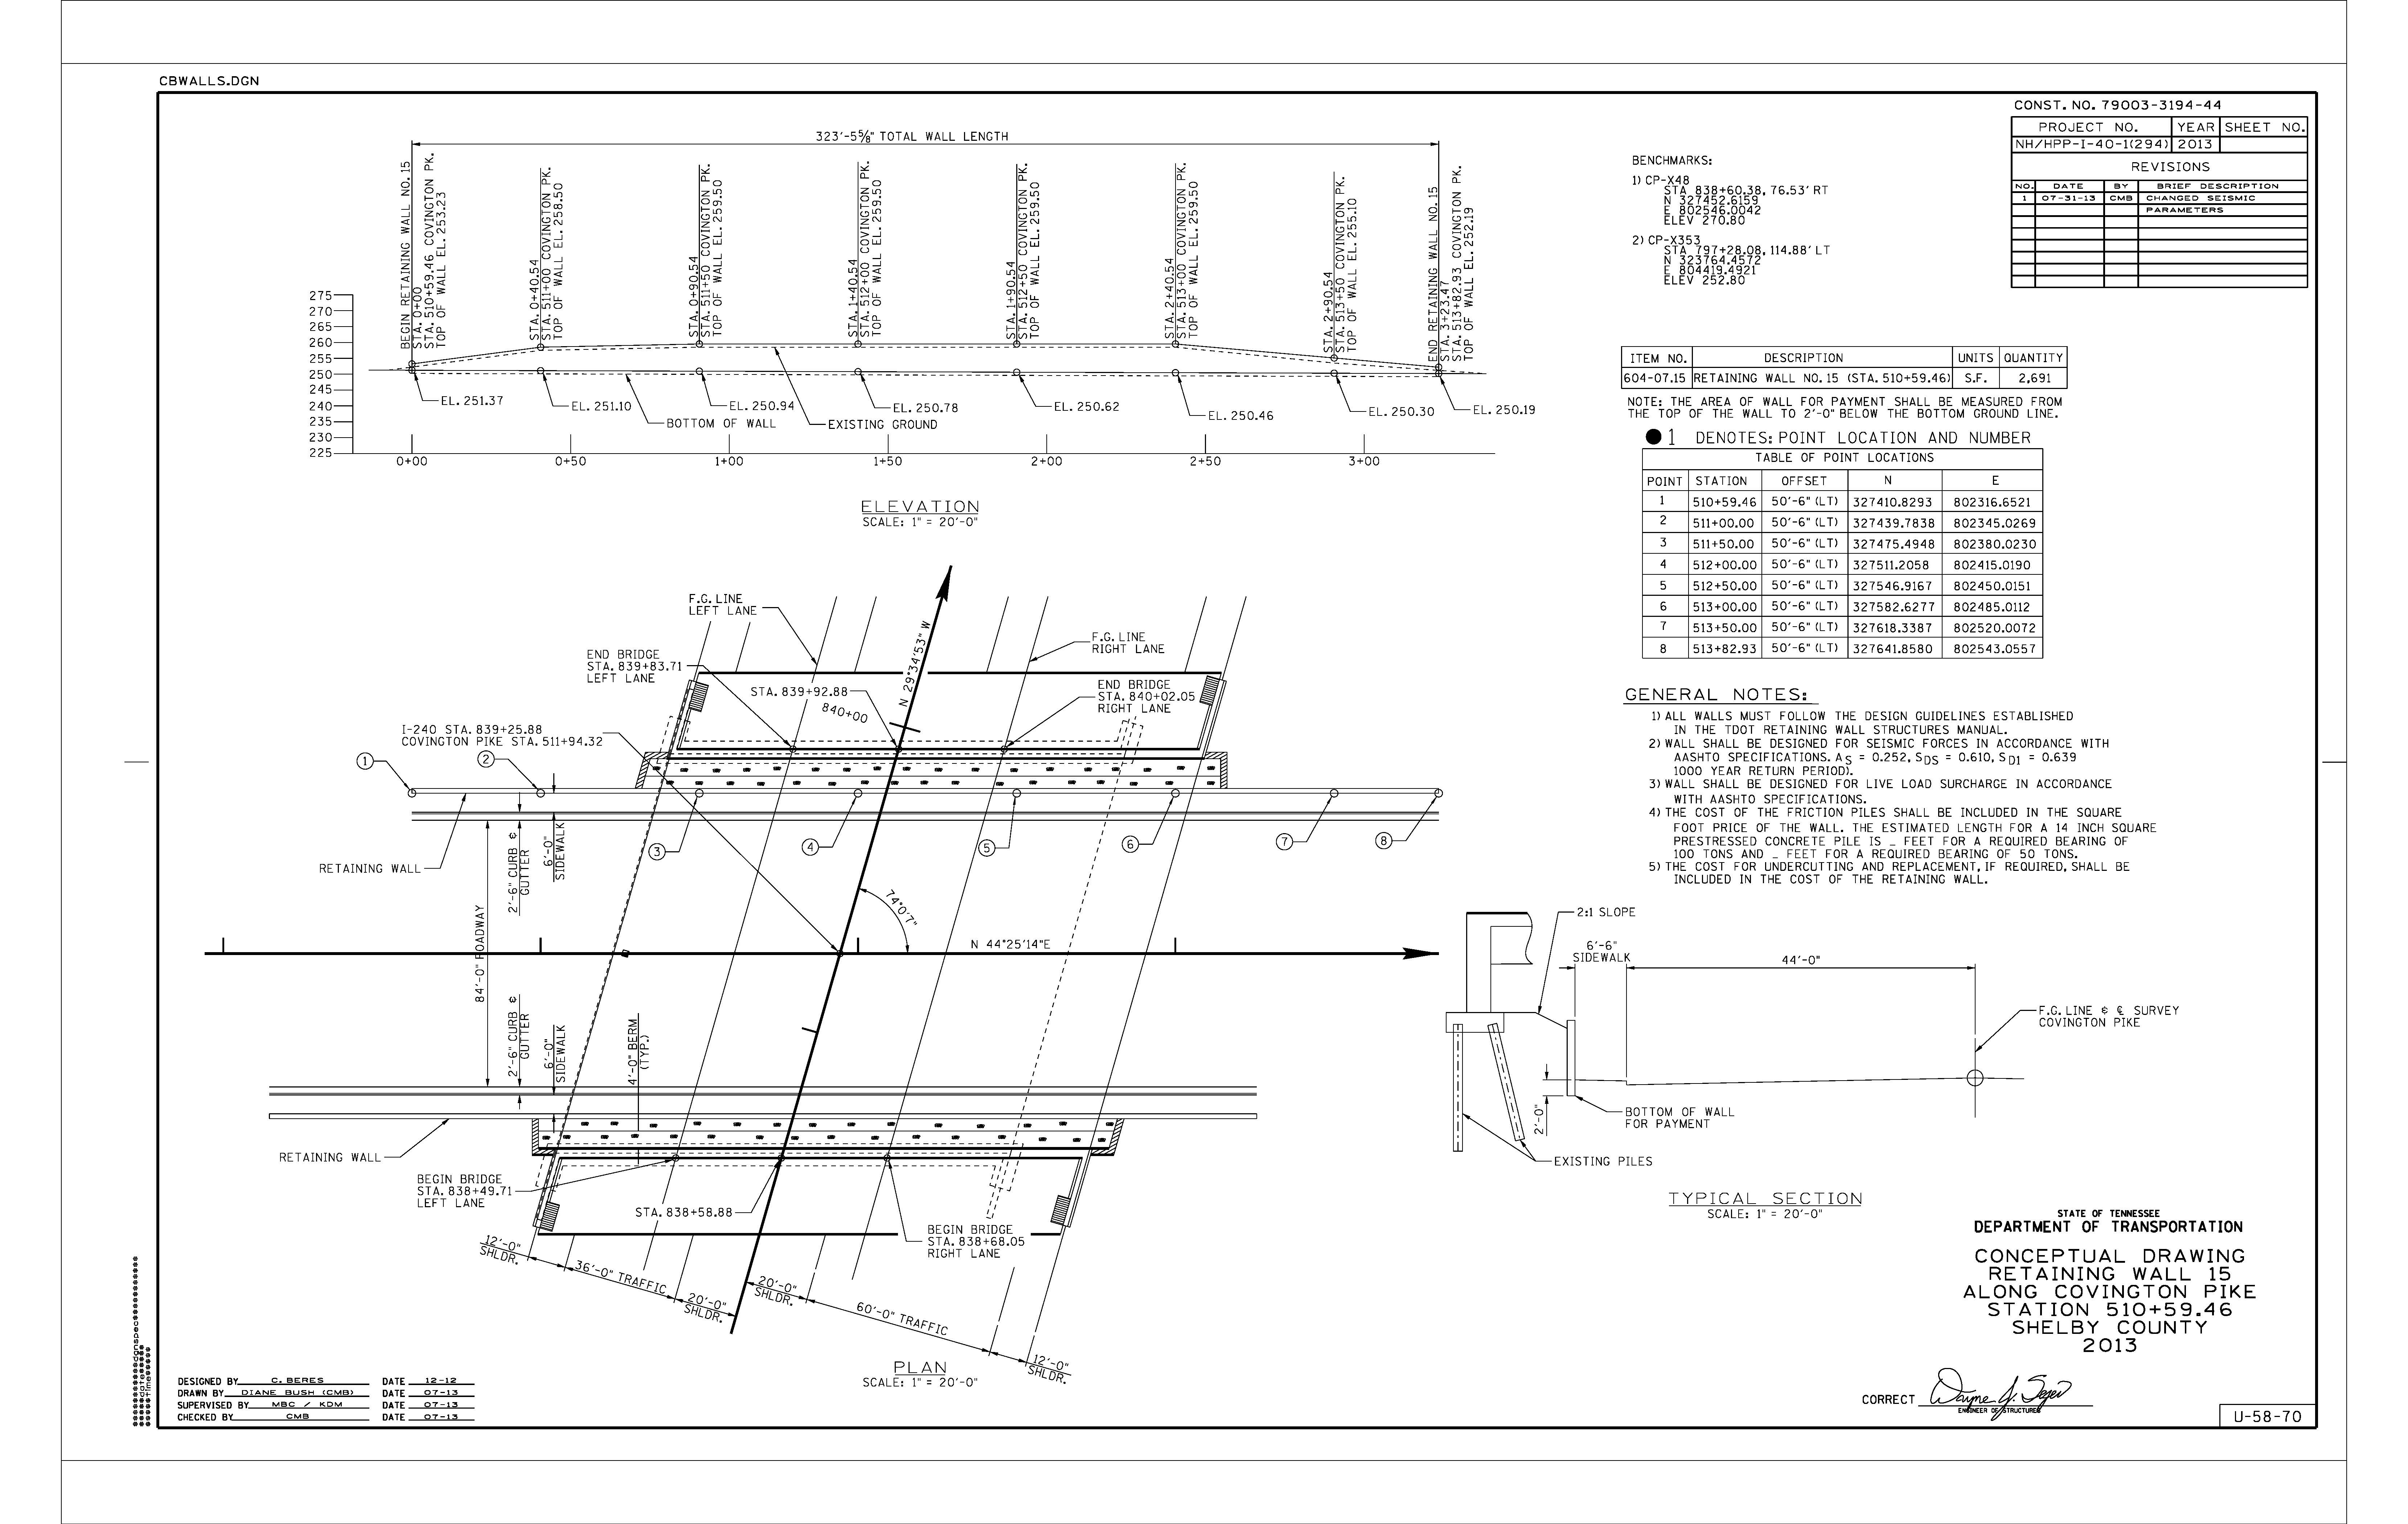 CBWALLS.DGN
CONST. NO. 79003-3194-44
PROJECT NO. YEAR SHEET NO.
NH/HPP-I-40-1(294) 2013
REVISIONS
NO. DATE BY BRIEF DESCRIPTION
1 07-31-13 CMB CHANGED SEISMIC
PARAMETERS
323'-5⅝" TOTAL WALL LENGTH
BEGIN RETAINING WALL NO. 15
STA. 0+00
STA. 510+59.46 COVINGTON PK.
TOP OF WALL EL. 253.23
STA. 0+40.54
STA. 511+00 COVINGTON PK.
TOP OF WALL EL. 258.50
STA. 0+90.54
STA. 511+50 COVINGTON PK.
TOP OF WALL EL. 259.50
STA. 1+40.54
STA. 512+00 COVINGTON PK.
TOP OF WALL EL. 259.50
STA. 1+90.54
STA. 512+50 COVINGTON PK.
TOP OF WALL EL. 259.50
STA. 2+40.54
STA. 513+00 COVINGTON PK.
TOP OF WALL EL. 259.50
STA. 2+90.54
STA. 513+50 COVINGTON PK.
TOP OF WALL EL. 255.10
END RETAINING WALL NO. 15
STA. 3+23.47
STA. 513+82.93 COVINGTON PK.
TOP OF WALL EL. 252.19
275
270
265
260
255
250
245
240
235
230
225
EL. 251.37
EL. 251.10
EL. 250.94
EL. 250.78
EL. 250.62
EL. 250.46
EL. 250.30
EL. 250.19
BOTTOM OF WALL
EXISTING GROUND
0+00 0+50 1+00 1+50 2+00 2+50 3+00
ELEVATION
SCALE: 1" = 20'-0"
BENCHMARKS:
1) CP-X48
STA 838+60.38, 76.53' RT
N 327452.6159
E 802546.0042
ELEV 270.80
2) CP-X353
STA 797+28.08, 114.88' LT
N 323764.4572
E 804419.4921
ELEV 252.80
ITEM NO. DESCRIPTION UNITS QUANTITY
604-07.15 RETAINING WALL NO. 15 (STA. 510+59.46) S.F. 2,691
NOTE: THE AREA OF WALL FOR PAYMENT SHALL BE MEASURED FROM
THE TOP OF THE WALL TO 2'-0" BELOW THE BOTTOM GROUND LINE.
1 DENOTES: POINT LOCATION AND NUMBER
TABLE OF POINT LOCATIONS
POINT STATION OFFSET N E
1 510+59.46 50'-6" (LT) 327410.8293 802316.6521
2 511+00.00 50'-6" (LT) 327439.7838 802345.0269
3 511+50.00 50'-6" (LT) 327475.4948 802380.0230
4 512+00.00 50'-6" (LT) 327511.2058 802415.0190
5 512+50.00 50'-6" (LT) 327546.9167 802450.0151
6 513+00.00 50'-6" (LT) 327582.6277 802485.0112
7 513+50.00 50'-6" (LT) 327618.3387 802520.0072
8 513+82.93 50'-6" (LT) 327641.8580 802543.0557
GENERAL NOTES:
1) ALL WALLS MUST FOLLOW THE DESIGN GUIDELINES ESTABLISHED
IN THE TDOT RETAINING WALL STRUCTURES MANUAL.
2) WALL SHALL BE DESIGNED FOR SEISMIC FORCES IN ACCORDANCE WITH
AASHTO SPECIFICATIONS. AS = 0.252, SDS = 0.610, SD1 = 0.639
1000 YEAR RETURN PERIOD).
3) WALL SHALL BE DESIGNED FOR LIVE LOAD SURCHARGE IN ACCORDANCE
WITH AASHTO SPECIFICATIONS.
4) THE COST OF THE FRICTION PILES SHALL BE INCLUDED IN THE SQUARE
FOOT PRICE OF THE WALL. THE ESTIMATED LENGTH FOR A 14 INCH SQUARE
PRESTRESSED CONCRETE PILE IS _ FEET FOR A REQUIRED BEARING OF
100 TONS AND _ FEET FOR A REQUIRED BEARING OF 50 TONS.
5) THE COST FOR UNDERCUTTING AND REPLACEMENT, IF REQUIRED, SHALL BE
INCLUDED IN THE COST OF THE RETAINING WALL.
F.G. LINE
LEFT LANE
F.G. LINE
RIGHT LANE
N 29°34'53" W
END BRIDGE
STA. 839+83.71
LEFT LANE
STA. 839+92.88
840+00
END BRIDGE
STA. 840+02.05
RIGHT LANE
I-240 STA. 839+25.88
COVINGTON PIKE STA. 511+94.32
1
2
3
4
5
6
7
8
RETAINING WALL
2'-6" CURB &
GUTTER
6'-0"
SIDEWALK
84'-0" ROADWAY
74°0'7"
N 44°25'14"E
2'-6" CURB &
GUTTER
6'-0"
SIDEWALK
4'-0" BERM
(TYP.)
RETAINING WALL
BEGIN BRIDGE
STA. 838+49.71
LEFT LANE
STA. 838+58.88
BEGIN BRIDGE
STA. 838+68.05
RIGHT LANE
12'-0"
SHLDR.
36'-0" TRAFFIC
20'-0"
SHLDR.
20'-0"
SHLDR.
60'-0" TRAFFIC
12'-0"
SHLDR.
PLAN
SCALE: 1" = 20'-0"
2:1 SLOPE
6'-6"
SIDEWALK
44'-0"
F.G. LINE & ℄ SURVEY
COVINGTON PIKE
2'-0"
BOTTOM OF WALL
FOR PAYMENT
EXISTING PILES
TYPICAL SECTION
SCALE: 1" = 20'-0"
STATE OF TENNESSEE
DEPARTMENT OF TRANSPORTATION
CONCEPTUAL DRAWING
RETAINING WALL 15
ALONG COVINGTON PIKE
STATION 510+59.46
SHELBY COUNTY
2013
DESIGNED BY C. BERES DATE 12-12
DRAWN BY DIANE BUSH (CMB) DATE 07-13
SUPERVISED BY MBC / KDM DATE 07-13
CHECKED BY CMB DATE 07-13
CORRECT Wayne J. Seger
ENGINEER OF STRUCTURES
U-58-70